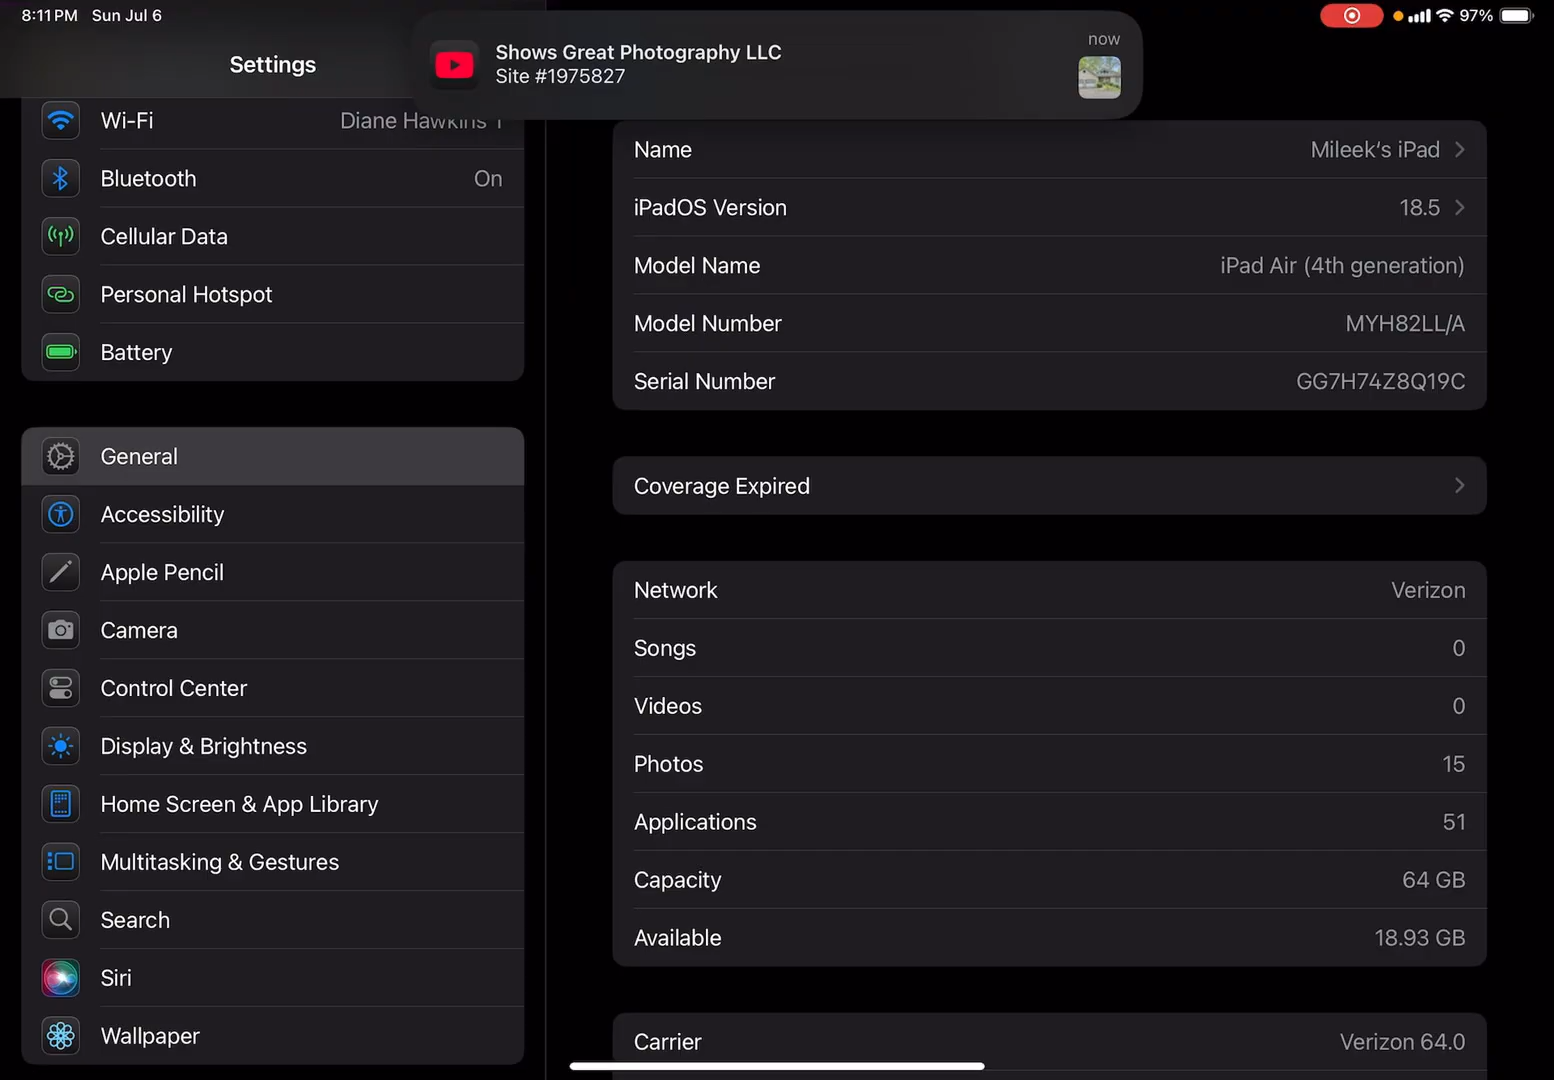 8:11 PM Sun Jul 6
97%
Settings
Shows Great Photography LLC
now
Site #1975827
Wi-Fi Diane Hawkins 1
Bluetooth On
Cellular Data
Personal Hotspot
Battery
General
Accessibility
Apple Pencil
Camera
Control Center
Display & Brightness
Home Screen & App Library
Multitasking & Gestures
Search
Siri
Wallpaper
Name Mileek's iPad
iPadOS Version 18.5
Model Name iPad Air (4th generation)
Model Number MYH82LL/A
Serial Number GG7H74Z8Q19C
Coverage Expired
Network Verizon
Songs 0
Videos 0
Photos 15
Applications 51
Capacity 64 GB
Available 18.93 GB
Carrier Verizon 64.0